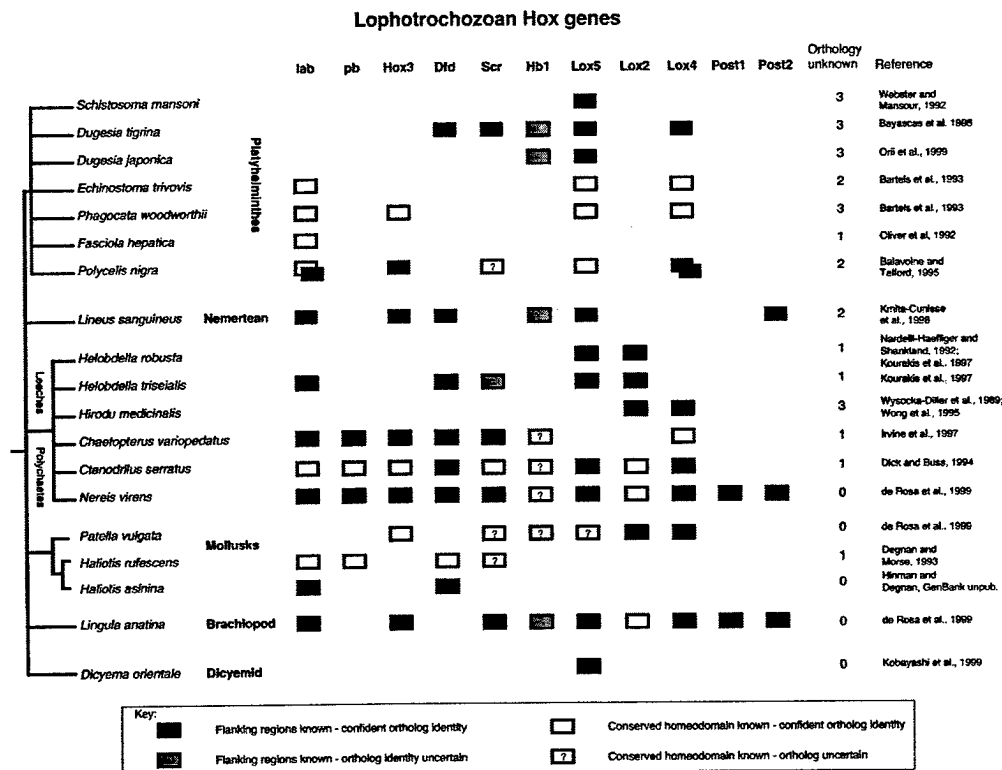 Lophotrochozoan Hox genes
lab pb Hox3 Dfd Scr Hb1 Lox5 Lox2 Lox4 Post1 Post2 Orthology unknown Reference
Platyhelminthes
Schistosoma mansoni 3 Webster and Mansour, 1992
Dugesia tigrina 3 Bayascas et al. 1998
Dugesia japonica 3 Orii et al., 1999
Echinostoma trivovis 2 Bartels et al., 1993
Phagocata woodworthii 3 Bartels et al., 1993
Fasciola hepatica 1 Oliver et al, 1992
Polycelis nigra ? 2 Balavoine and Telford, 1995
Lineus sanguineus Nemertean 2 Kmita-Cunisse et al., 1998
Leeches
Helobdella robusta 1 Nardelli-Haefliger and Shankland, 1992; Kourakis et al.. 1997
Helobdella triseialis 1 Kourakis et al., 1997
Hirodu medicinalis 3 Wysocka-Diller et al., 1989; Wong et al., 1995
Polychaetes
Chaetopterus variopedatus ? 1 Irvine et al., 1997
Ctenodrilus serratus ? 1 Dick and Buss, 1994
Nereis virens ? 0 de Rosa et al., 1999
Mollusks
Patella vulgata ? ? ? 0 de Rosa et al.. 1999
Haliotis rufescens ? 1 Degnan and Morse, 1993
Haliotis asinina 0 Hinman and Degnan, GenBank unpub.
Lingula anatina Brachiopod 0 de Rosa et al.. 1999
Dicyema orientale Dicyemid 0 Kobayashi et al., 1999
Key:
Flanking regions known - confident ortholog identity
Conserved homeodomain known - confident ortholog identity
Flanking regions known - ortholog identity uncertain
? Conserved homeodomain known - ortholog uncertain